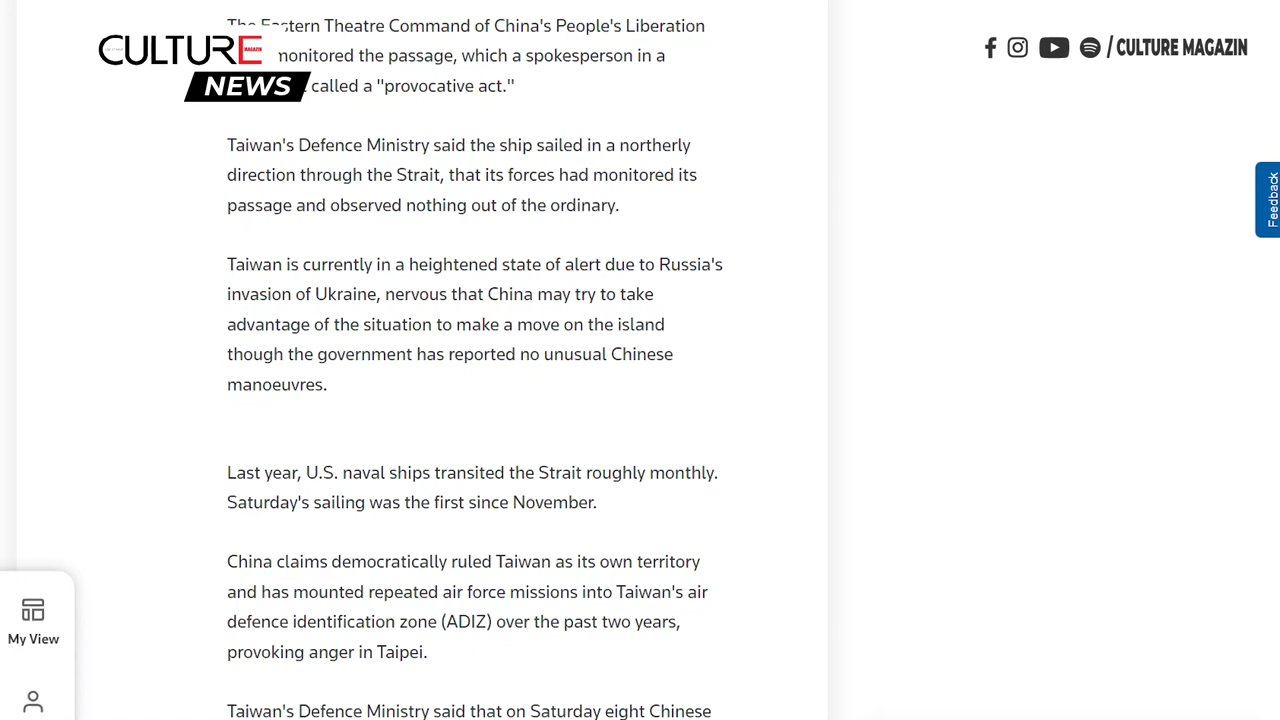 The Eastern Theatre Command of China's People's Liberation
monitored the passage, which a spokesperson in a
called a "provocative act."
CULTURE
MAGAZIN
NEWS
/ CULTURE MAGAZIN
Feedback
Taiwan's Defence Ministry said the ship sailed in a northerly
direction through the Strait, that its forces had monitored its
passage and observed nothing out of the ordinary.
Taiwan is currently in a heightened state of alert due to Russia's
invasion of Ukraine, nervous that China may try to take
advantage of the situation to make a move on the island
though the government has reported no unusual Chinese
manoeuvres.
Last year, U.S. naval ships transited the Strait roughly monthly.
Saturday's sailing was the first since November.
China claims democratically ruled Taiwan as its own territory
and has mounted repeated air force missions into Taiwan's air
defence identification zone (ADIZ) over the past two years,
provoking anger in Taipei.
My View
Taiwan's Defence Ministry said that on Saturday eight Chinese